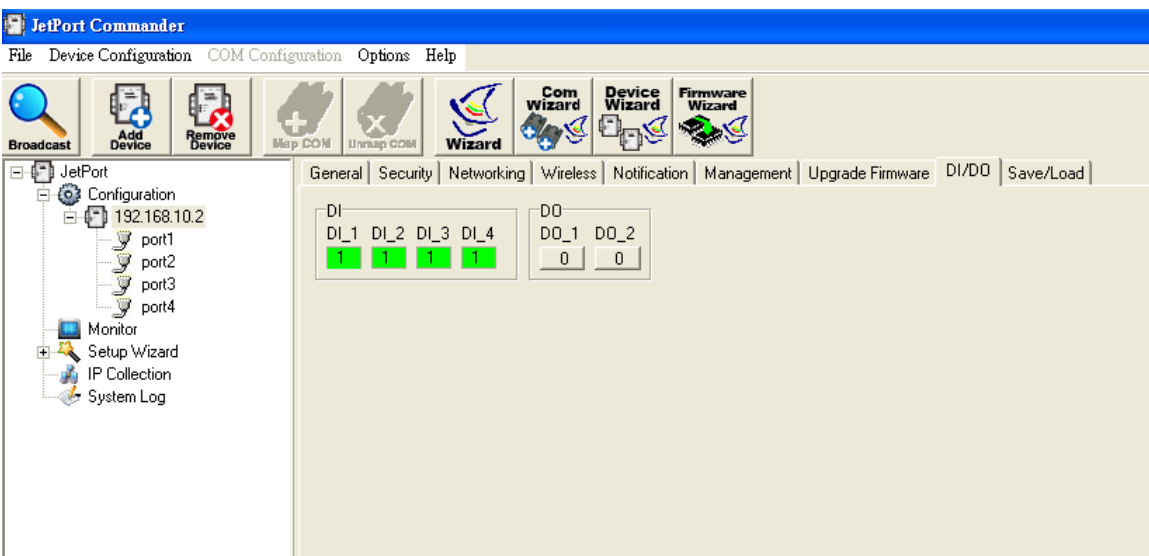 JetPort Commander
File Device Configuration COM Configuration Options Help
Broadcast
Add Device
Remove Device
Map COM
Unmap COM
Wizard
Com Wizard
Device Wizard
Firmware Wizard
JetPort
Configuration
192.168.10.2
port1
port2
port3
port4
Monitor
Setup Wizard
IP Collection
System Log
General Security Networking Wireless Notification Management Upgrade Firmware DI/DO Save/Load
DI
DI_1 DI_2 DI_3 DI_4
1 1 1 1
DO
DO_1 DO_2
0 0